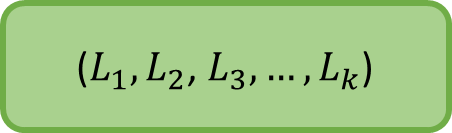 (L₁, L₂, L₃, … , Lₖ)